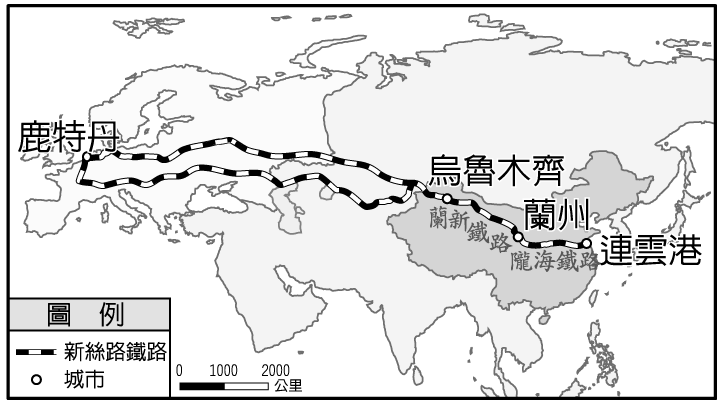 鹿特丹
烏魯木齊
蘭州
連雲港
蘭新
鐵路
隴海鐵路
圖 例
新絲路鐵路
城市
0 1000 2000
公里